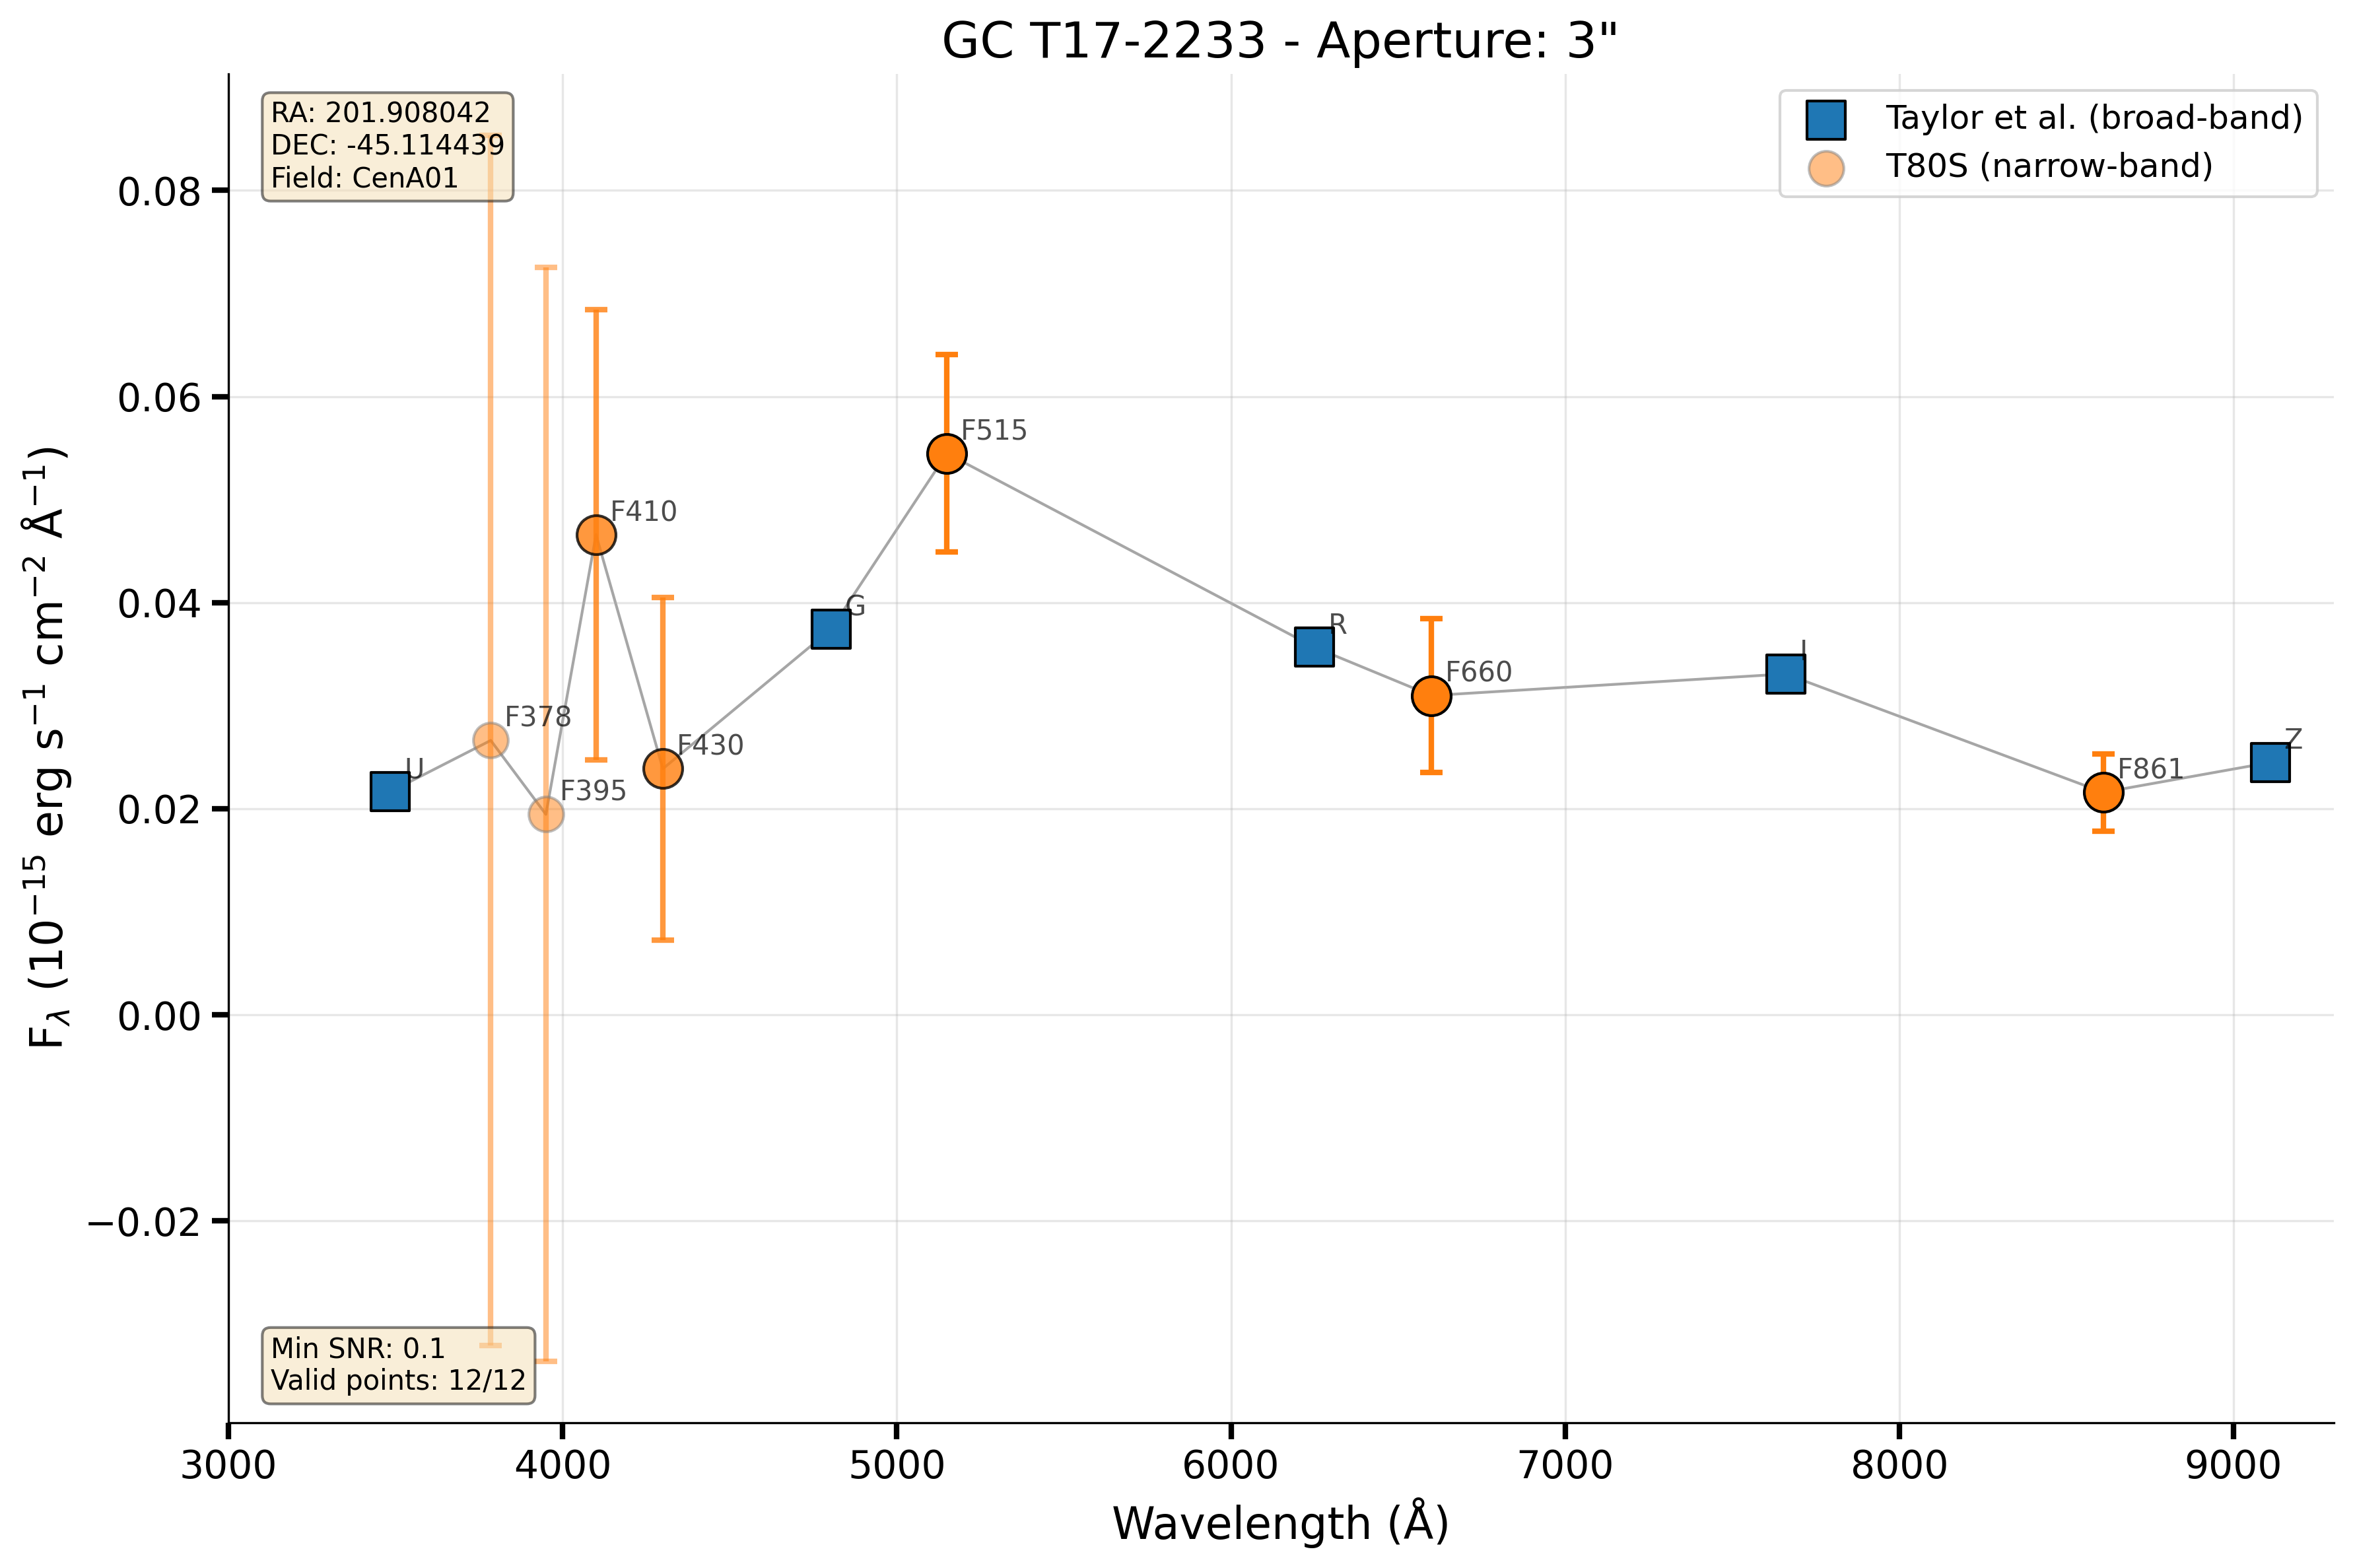 GC T17-2233 - Aperture: 3"
RA: 201.908042
DEC: -45.114439
Field: CenA01
Taylor et al. (broad-band)
T80S (narrow-band)
0.08
0.06
0.04
0.02
0.00
−0.02
F515
F410
G
R
I
F660
F378
F430
Z
U
F861
F395
F_λ (10⁻¹⁵ erg s⁻¹ cm⁻² Å⁻¹)
Min SNR: 0.1
Valid points: 12/12
3000 4000 5000 6000 7000 8000 9000
Wavelength (Å)